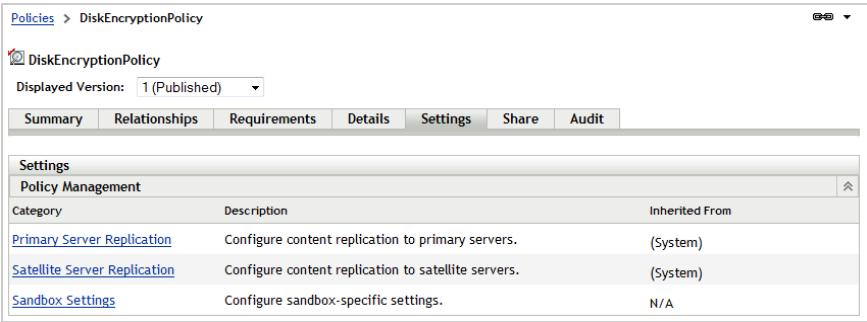 Policies > DiskEncryptionPolicy
DiskEncryptionPolicy
Displayed Version: 1 (Published)
Summary Relationships Requirements Details Settings Share Audit
Settings
Policy Management
Category Description Inherited From
Primary Server Replication Configure content replication to primary servers. (System)
Satellite Server Replication Configure content replication to satellite servers. (System)
Sandbox Settings Configure sandbox-specific settings. N/A